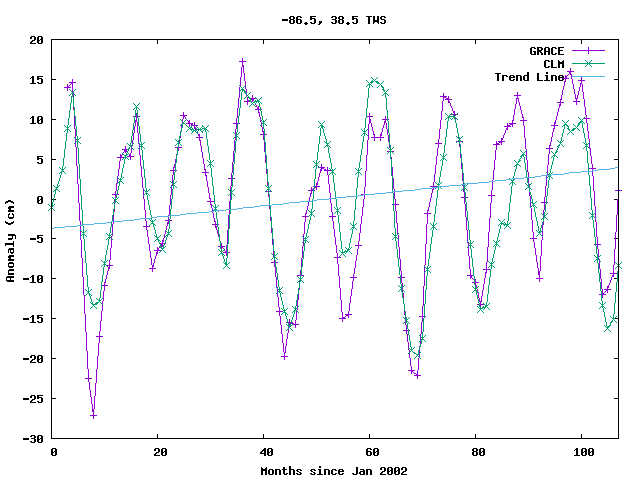 -86.5, 38.5 TWS
GRACE
CLM
Trend Line
20
15
10
5
0
-5
-10
-15
-20
-25
-30
Anomaly (cm)
0 20 40 60 80 100
Months since Jan 2002